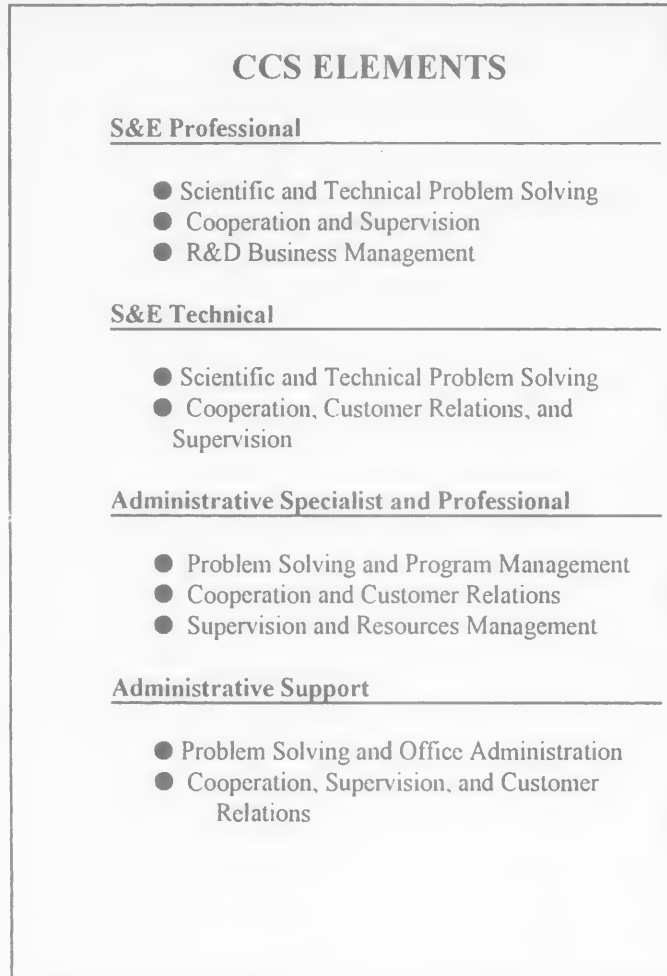 CCS ELEMENTS
S&E Professional
● Scientific and Technical Problem Solving
● Cooperation and Supervision
● R&D Business Management
S&E Technical
● Scientific and Technical Problem Solving
● Cooperation, Customer Relations, and
Supervision
Administrative Specialist and Professional
● Problem Solving and Program Management
● Cooperation and Customer Relations
● Supervision and Resources Management
Administrative Support
● Problem Solving and Office Administration
● Cooperation, Supervision, and Customer
Relations